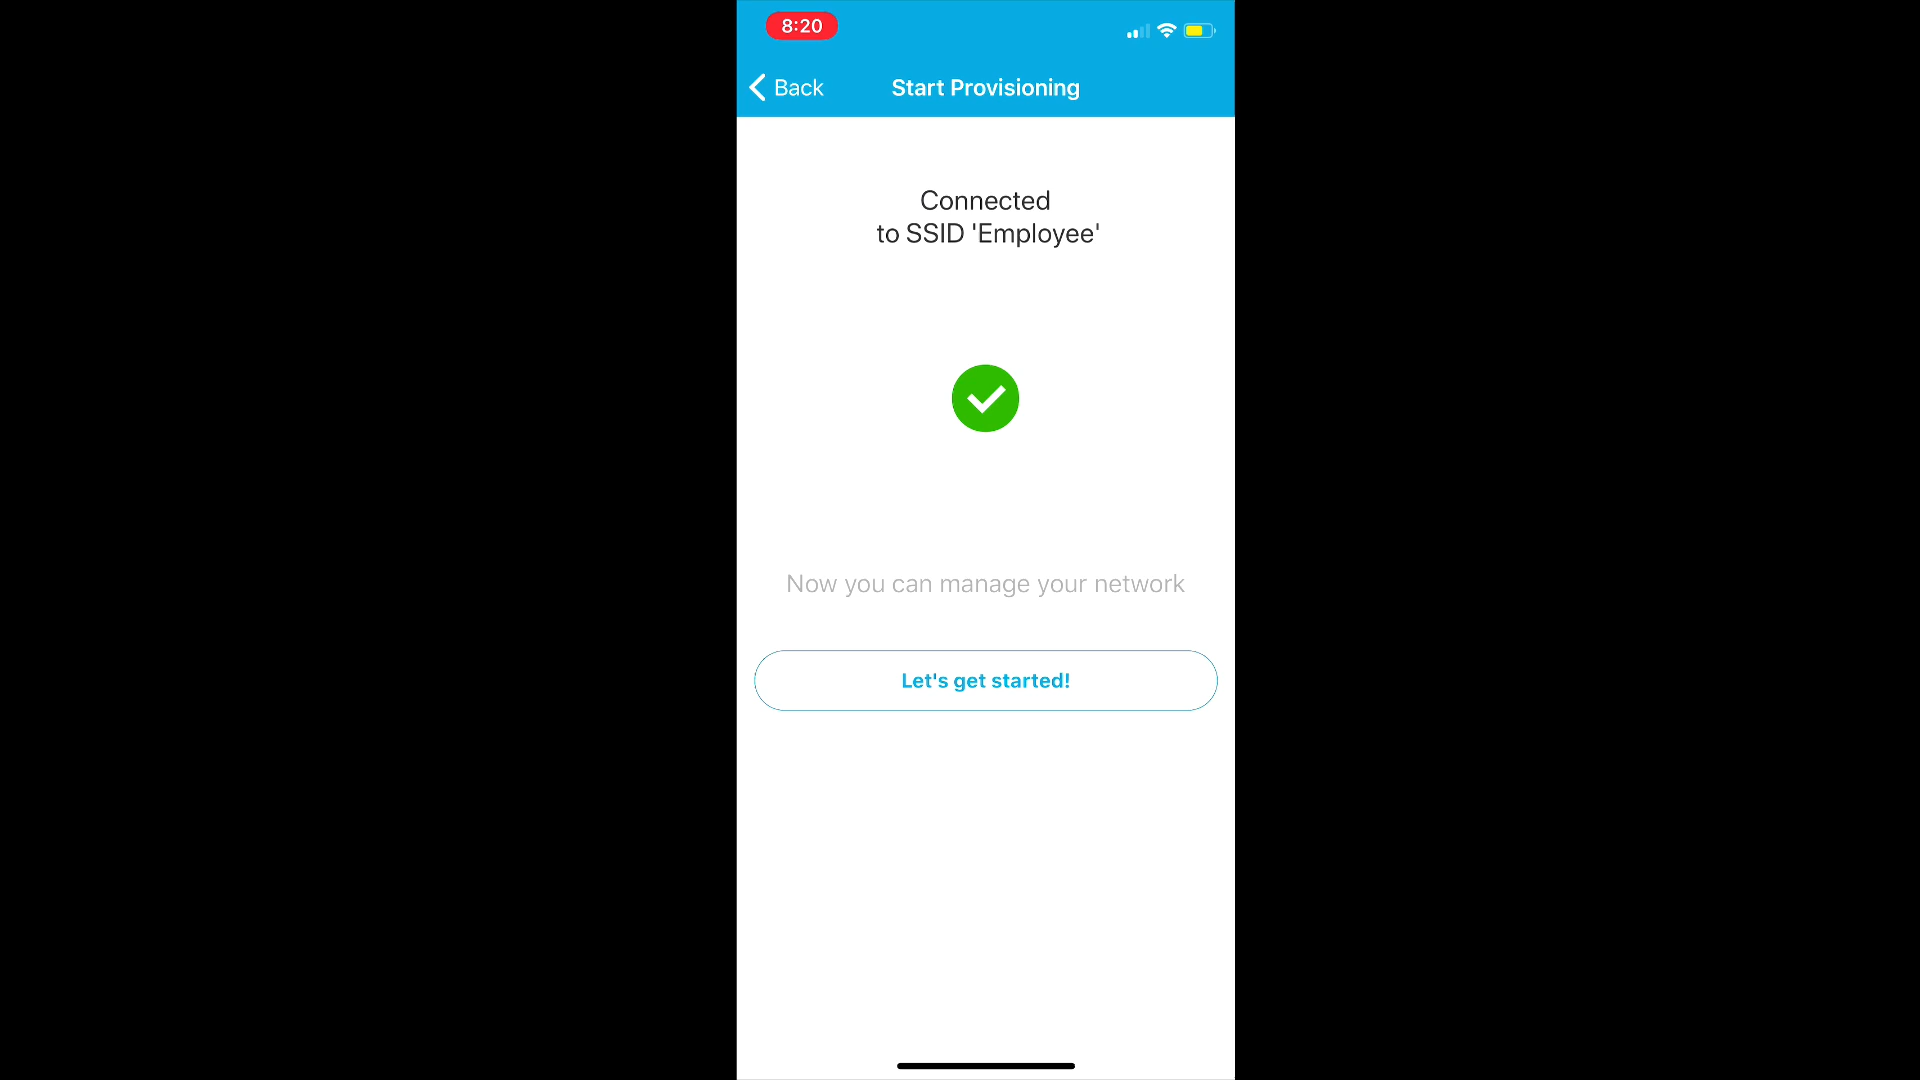 8:20
Back
Start Provisioning
Connected
to SSID 'Employee'
Now you can manage your network
Let's get started!